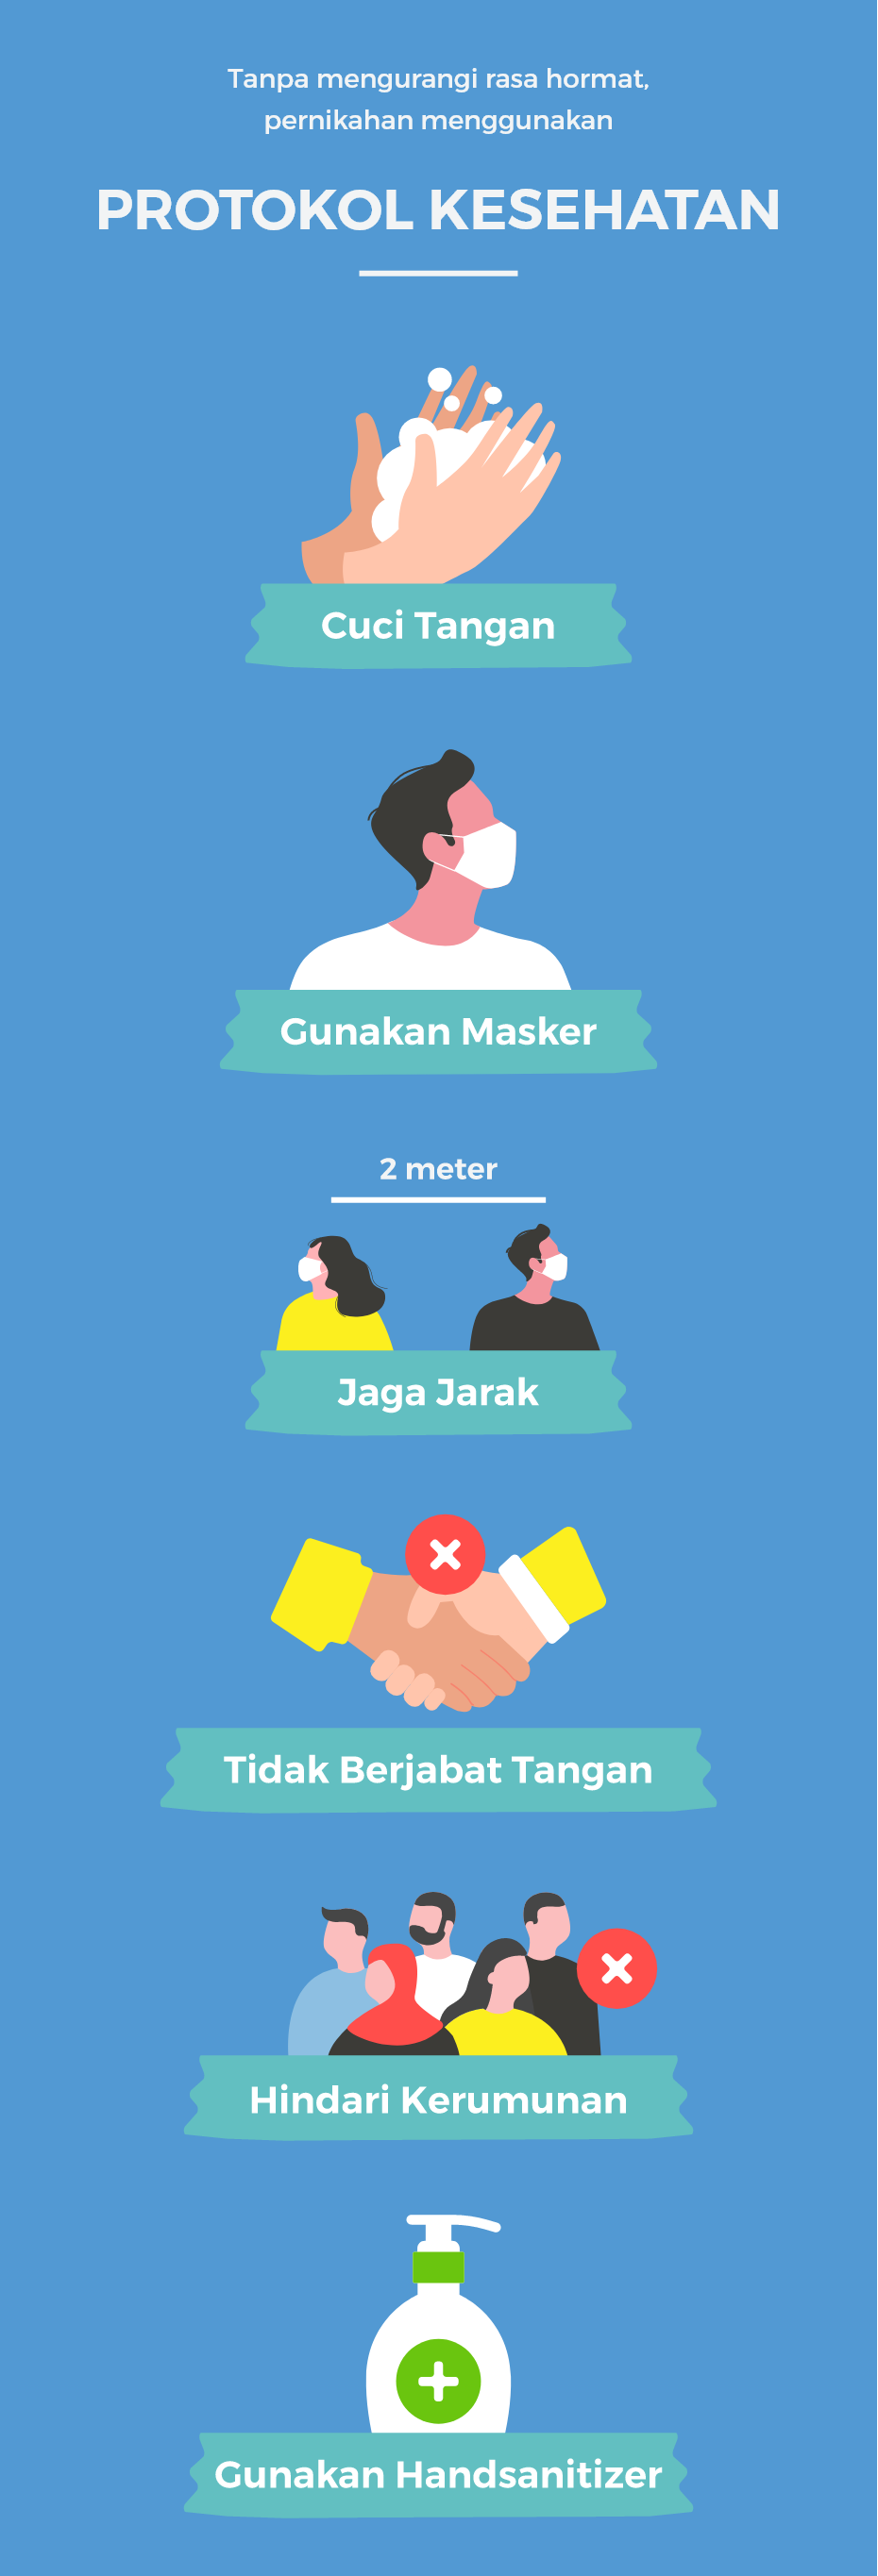 Tanpa mengurangi rasa hormat,
pernikahan menggunakan
PROTOKOL KESEHATAN
Cuci Tangan
Gunakan Masker
2 meter
Jaga Jarak
Tidak Berjabat Tangan
Hindari Kerumunan
Gunakan Handsanitizer